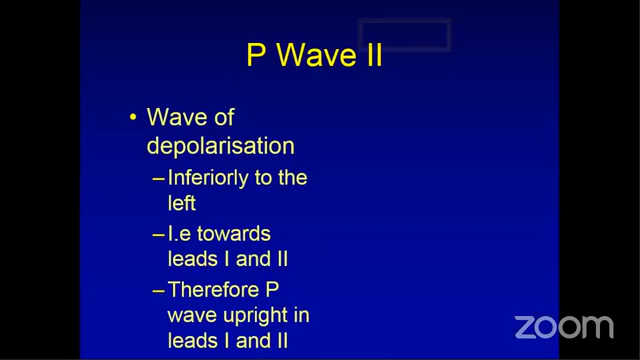 P Wave II
• Wave of
depolarisation
–Inferiorly to the
left
–I.e towards
leads I and II
–Therefore P
wave upright in
leads I and II
zoom